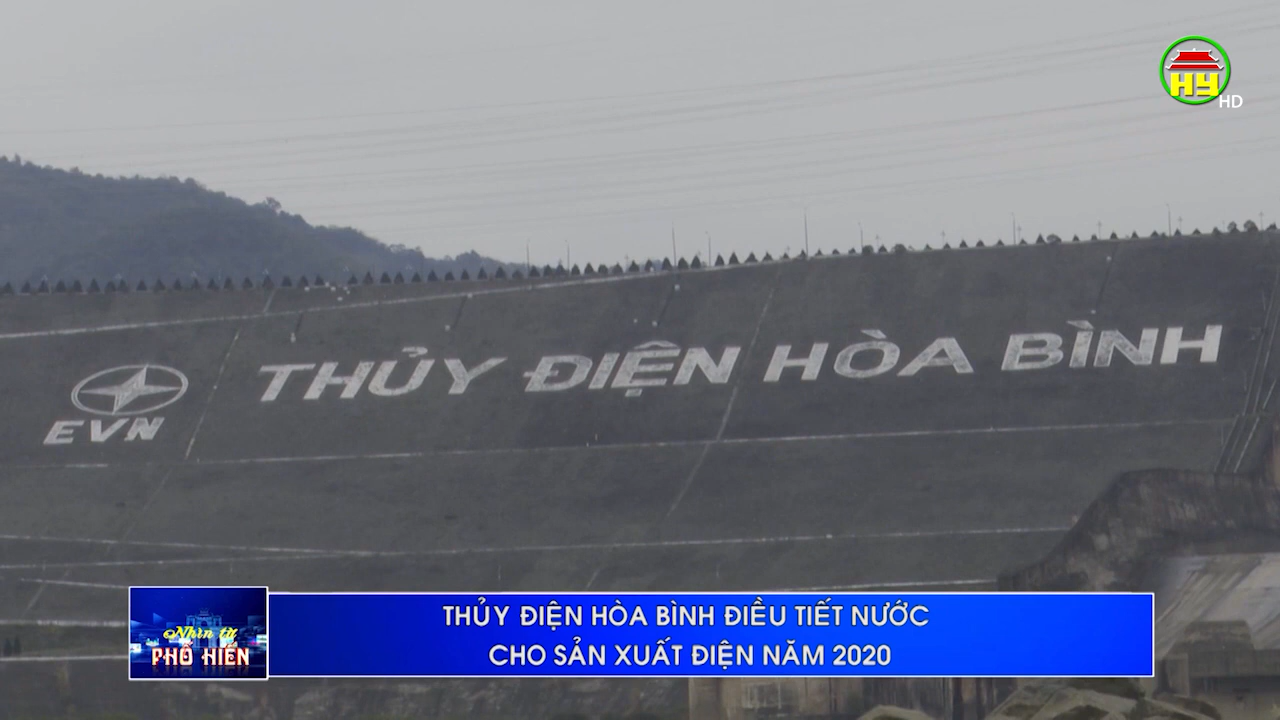 HY
HD
THỦY ĐIỆN HÒA BÌNH
EVN
Nhìn từ
PHỐ HIẾN
THỦY ĐIỆN HÒA BÌNH ĐIỀU TIẾT NƯỚC
CHO SẢN XUẤT ĐIỆN NĂM 2020